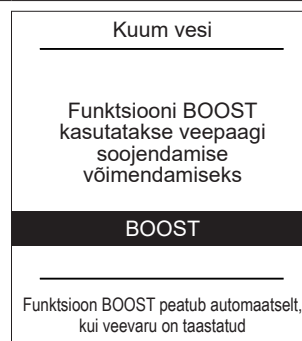 Kuum vesi
Funktsiooni BOOST
kasutatakse veepaagi
soojendamise
võimendamiseks
BOOST
Funktsioon BOOST peatub automaatselt,
kui veevaru on taastatud